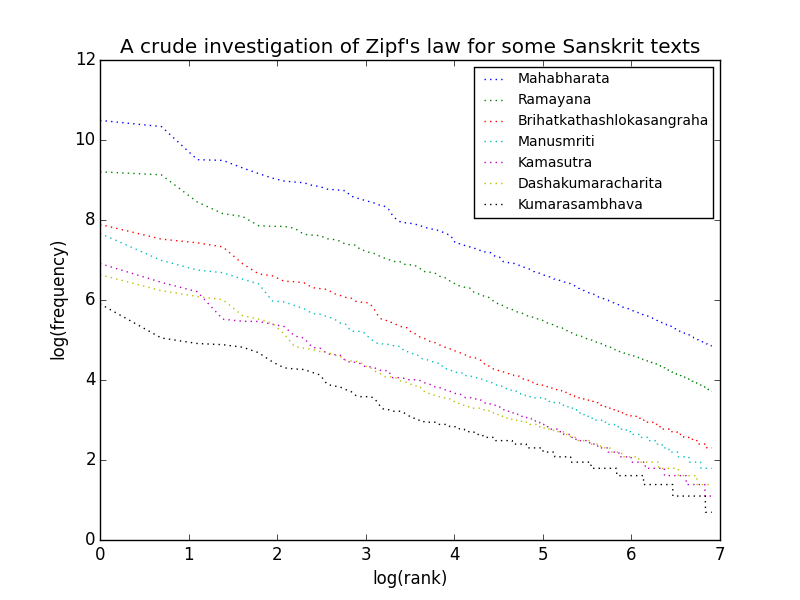 A crude investigation of Zipf's law for some Sanskrit texts
12
10
8
6
4
2
0
log(frequency)
Mahabharata
Ramayana
Brihatkathashlokasangraha
Manusmriti
Kamasutra
Dashakumaracharita
Kumarasambhava
0 1 2 3 4 5 6 7
log(rank)